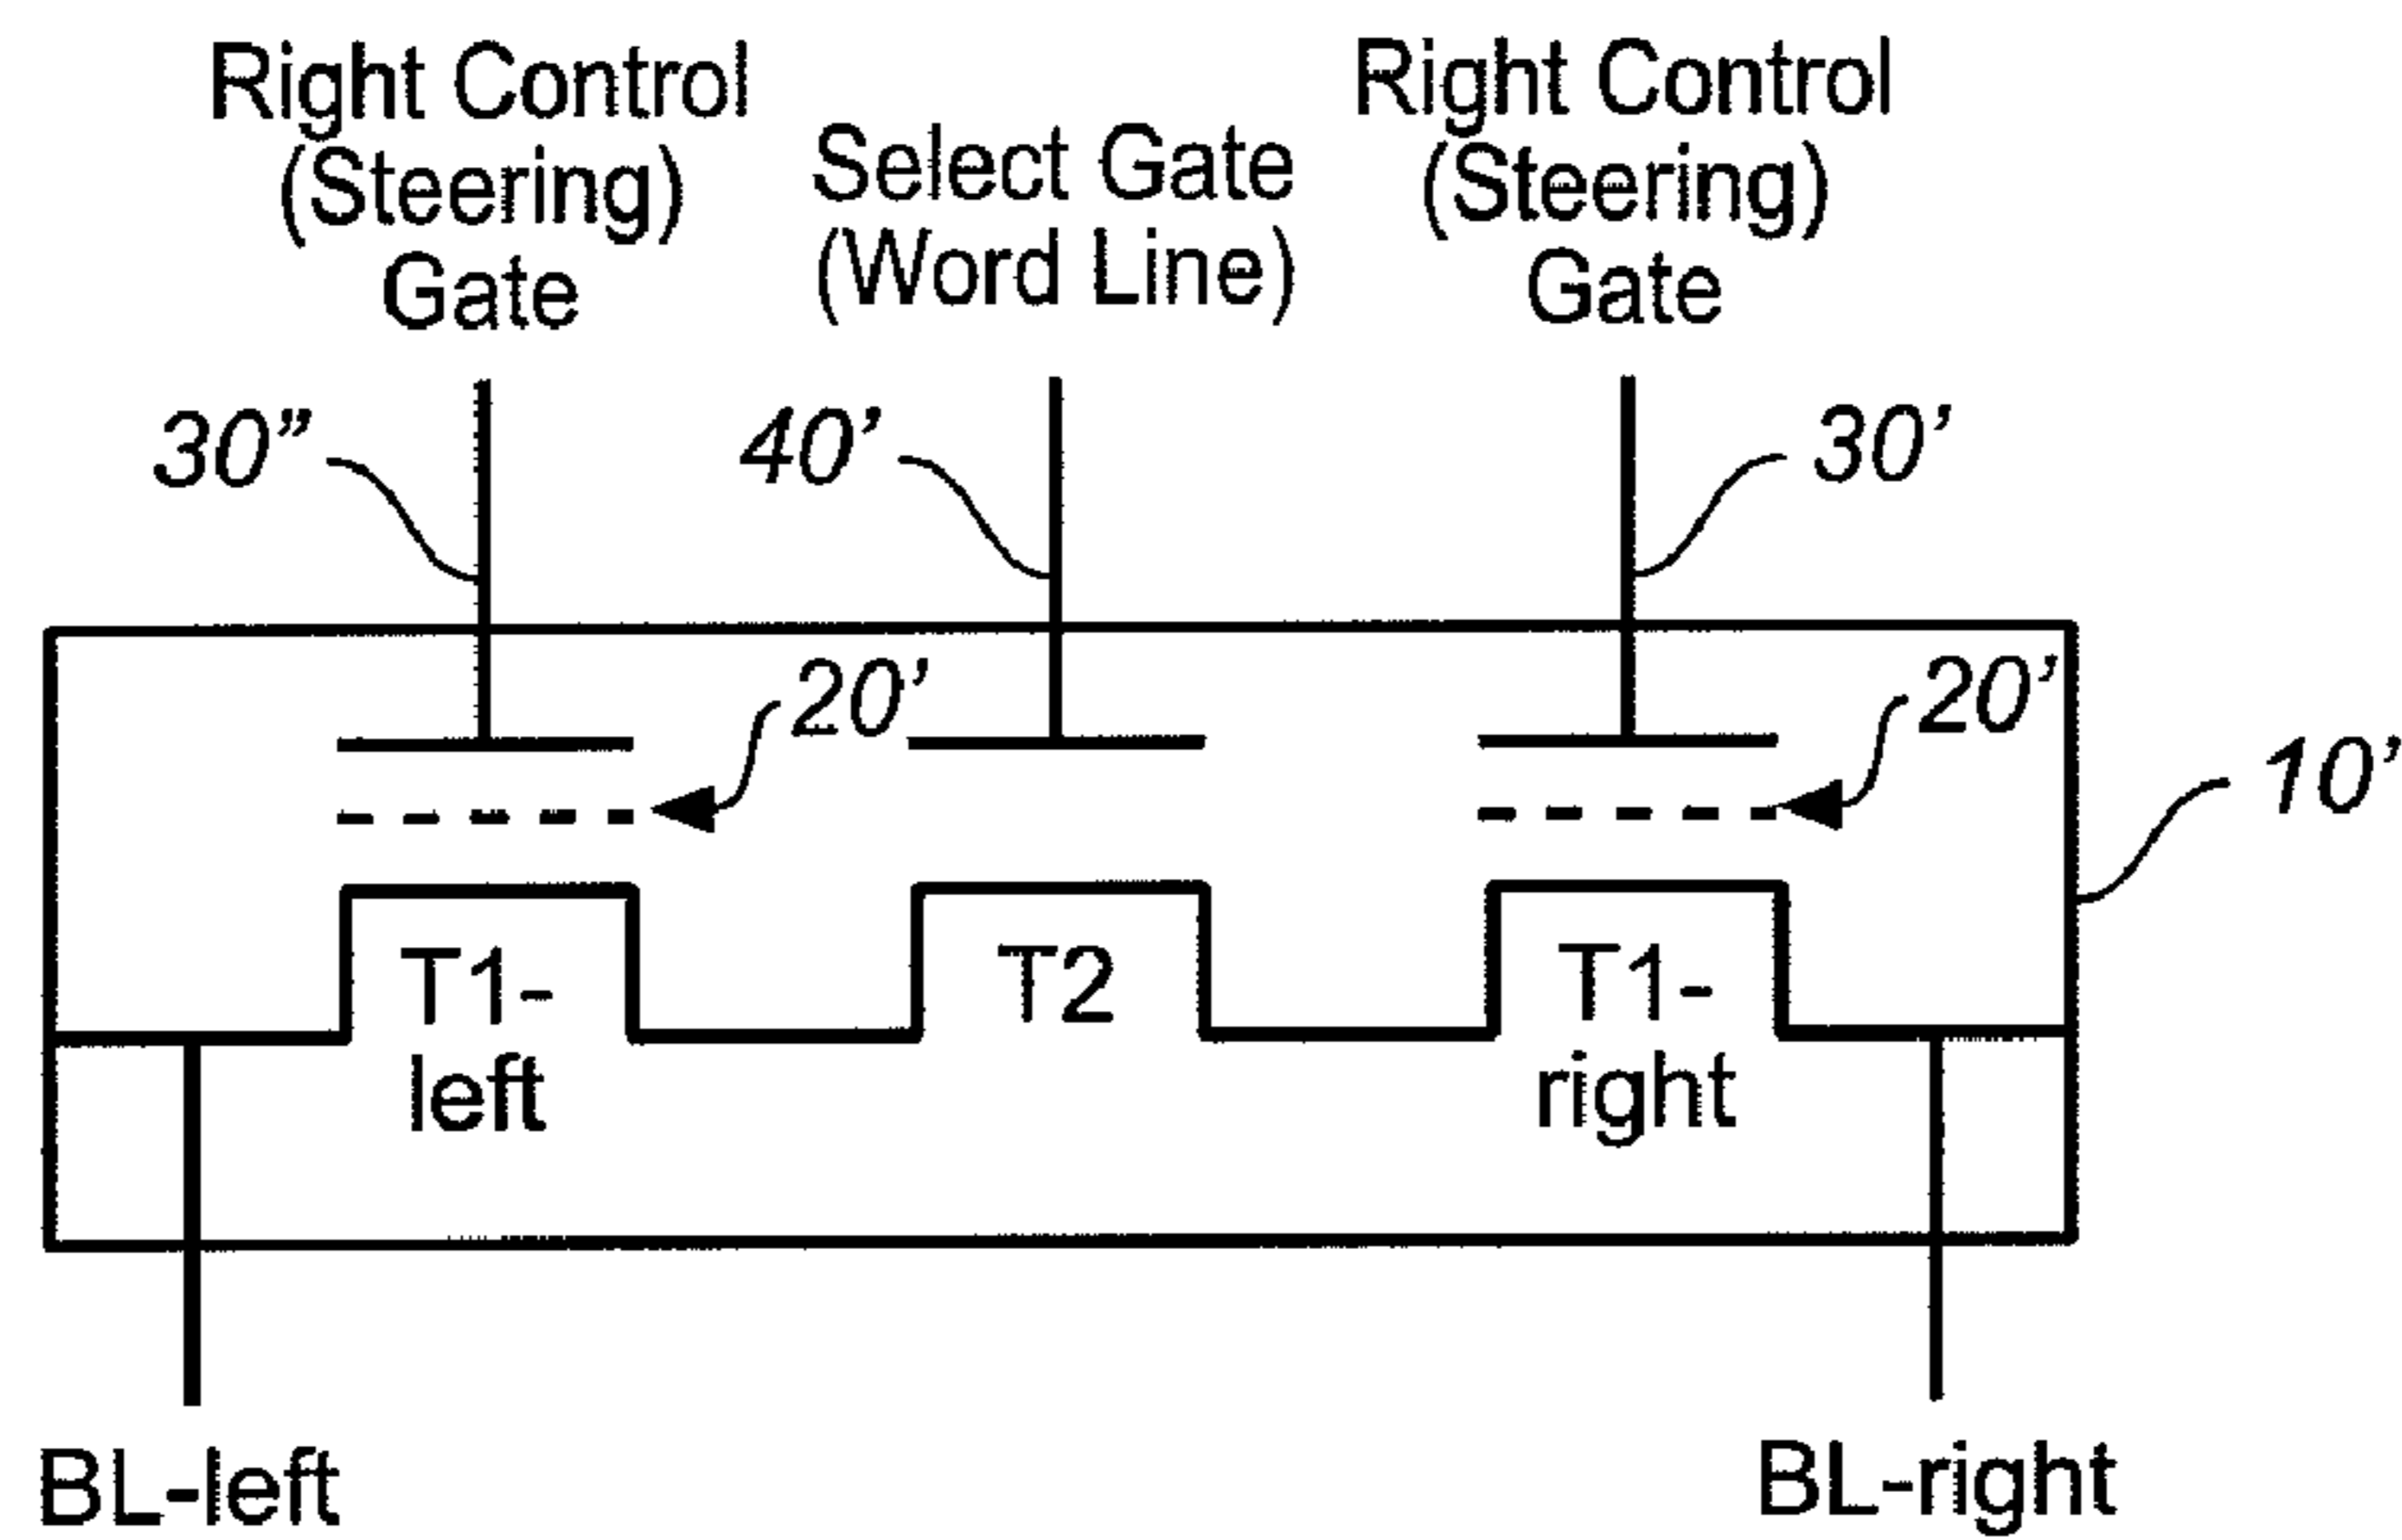 Right Control
(Steering)
Gate
Select Gate
(Word Line)
Right Control
(Steering)
Gate
30”
40’
30’
20’
20’
10’
T1-
left
T2
T1-
right
BL-left
BL-right